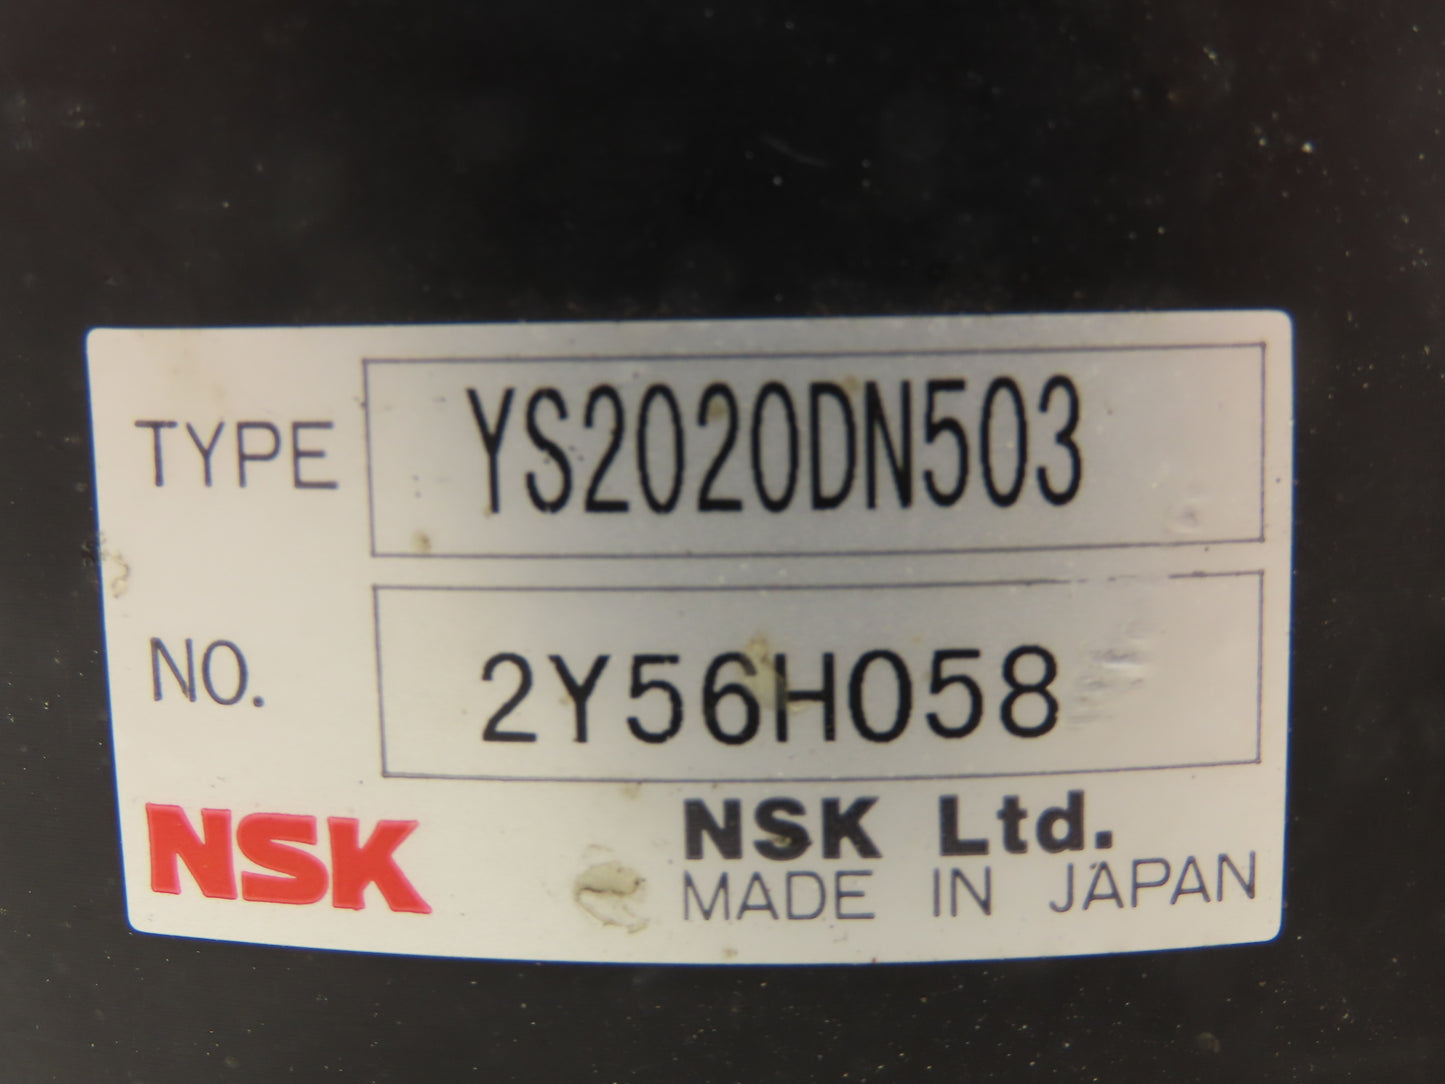 TYPE YS2020DN503
NO. 2Y56H058
NSK NSK Ltd.
MADE IN JAPAN